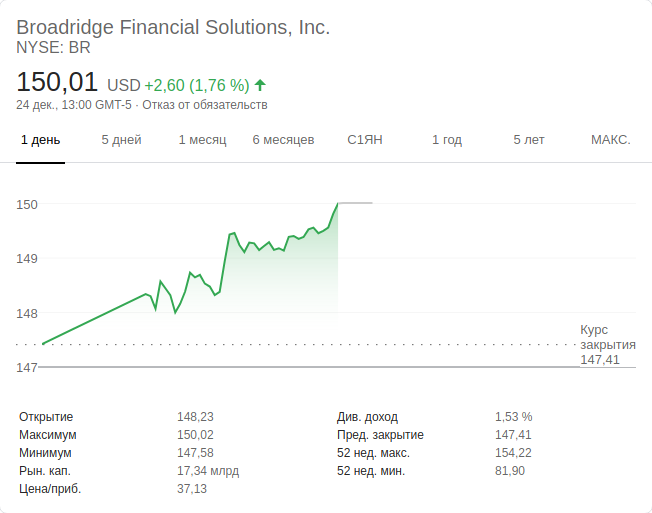 Broadridge Financial Solutions, Inc.
NYSE: BR
150,01 USD +2,60 (1,76 %)
24 дек., 13:00 GMT-5 · Отказ от обязательств
1 день 5 дней 1 месяц 6 месяцев С1ЯН 1 год 5 лет МАКС.
150
149
148
147
Курс
закрытия
147,41
Открытие 148,23 Див. доход 1,53 %
Максимум 150,02 Пред. закрытие 147,41
Минимум 147,58 52 нед. макс. 154,22
Рын. кап. 17,34 млрд 52 нед. мин. 81,90
Цена/приб. 37,13